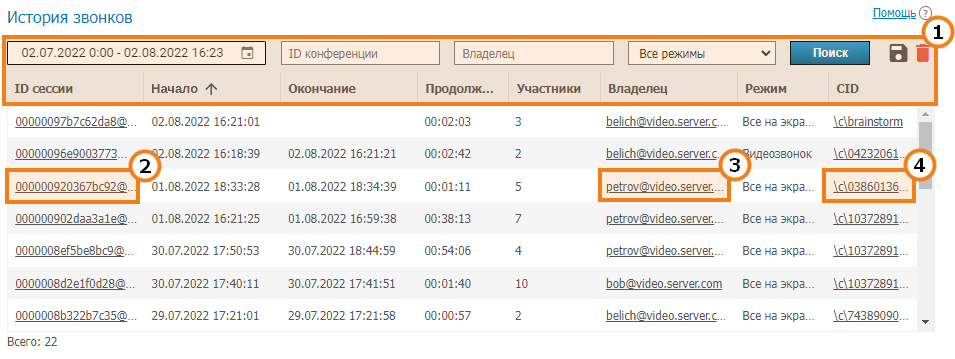 История звонков
Помощь ?
1
02.07.2022 0:00 - 02.08.2022 16:23 ID конференции Владелец Все режимы Поиск
ID сессии Начало Окончание Продолж... Участники Владелец Режим CID
00000097b7c62da8@... 02.08.2022 16:21:01 00:02:03 3 belich@video.server.c... Все на экра... \c\brainstorm
00000096e9003773... 02.08.2022 16:18:39 02.08.2022 16:21:21 00:02:42 2 belich@video.server.c... Видеозвонок \c\04232061...
2 3 4
000000920367bc92@... 01.08.2022 18:33:28 01.08.2022 18:34:39 00:01:11 5 petrov@video.server.... Все на экра... \c\03860136...
000000902daa3a1e@... 01.08.2022 16:21:25 01.08.2022 16:59:38 00:38:13 7 petrov@video.server.... Все на экра... \c\10372891...
0000008ef5be8bc9@... 30.07.2022 17:50:53 30.07.2022 18:44:59 00:54:06 4 petrov@video.server.... Все на экра... \c\10372891...
0000008d2e1f0d28@... 30.07.2022 17:40:11 30.07.2022 17:41:51 00:01:40 10 bob@video.server.com Все на экра... \c\10372891...
0000008b322b7c35@... 29.07.2022 17:21:01 29.07.2022 17:21:58 00:00:57 2 belich@video.server.c... Все на экра... \c\74389090...
Всего: 22